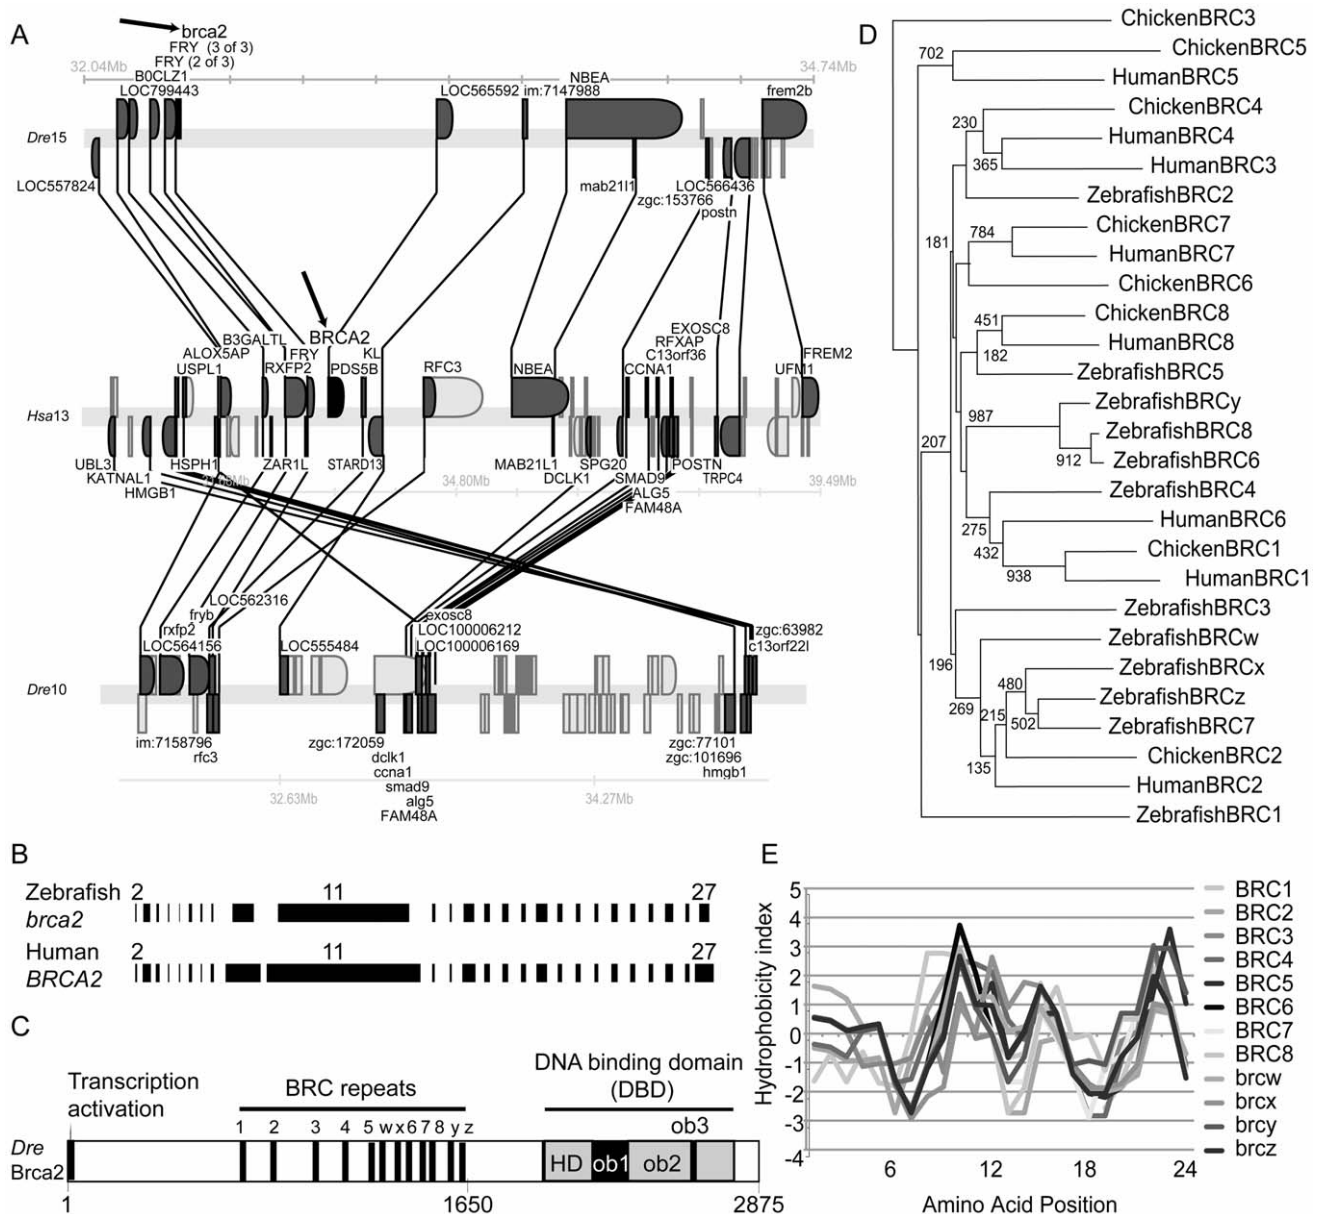 A
brca2
FRY (3 of 3)
FRY (2 of 3)
32.04Mb
B0CLZ1
NBEA
34.74Mb
LOC799443
LOC565592 im:7147988
frem2b
Dre15
LOC557824
mab21l1
LOC566436
zgc:153766
postn
BRCA2
B3GALTL
EXOSC8
RFXAP
ALOX5AP
FRY
KL
C13orf36
FREM2
USPL1
RXFP2
PDS5B
RFC3
NBEA
CCNA1
UFM1
Hsa13
UBL3
HSPH1
ZAR1L
STARD13
MAB21L1
SPG20
POSTN
KATNAL1
DCLK1
SMAD9
TRPC4
HMGB1
34.80Mb
ALG5
39.49Mb
FAM48A
LOC562316
fryb
exosc8
rxfp2
LOC100006212
zgc:63982
LOC564156
LOC555484
LOC100006169
c13orf22l
Dre10
im:7158796
zgc:172059
zgc:77101
rfc3
dclk1
zgc:101696
ccna1
hmgb1
smad9
32.63Mb
alg5
34.27Mb
FAM48A
B
Zebrafish 2 11 27
brca2
Human 2 11 27
BRCA2
C
Transcription
activation
BRC repeats
DNA binding domain
(DBD)
1 2 3 4 5 w x 6 7 8 y z
ob3
Dre
Brca2
HD ob1 ob2
1 1650 2875
D
ChickenBRC3
ChickenBRC5
702
HumanBRC5
ChickenBRC4
230
HumanBRC4
365
HumanBRC3
ZebrafishBRC2
ChickenBRC7
784
181
HumanBRC7
ChickenBRC6
ChickenBRC8
451
HumanBRC8
182
ZebrafishBRC5
ZebrafishBRCy
987
ZebrafishBRC8
207
912
ZebrafishBRC6
ZebrafishBRC4
HumanBRC6
275
432
ChickenBRC1
938
HumanBRC1
ZebrafishBRC3
ZebrafishBRCw
196
ZebrafishBRCx
480
ZebrafishBRCz
269
215
502
ZebrafishBRC7
ChickenBRC2
135
HumanBRC2
ZebrafishBRC1
E
Hydrophobicity index
5
4
3
2
1
0
-1
-2
-3
-4
6 12 18 24
Amino Acid Position
BRC1
BRC2
BRC3
BRC4
BRC5
BRC6
BRC7
BRC8
brcw
brcx
brcy
brcz